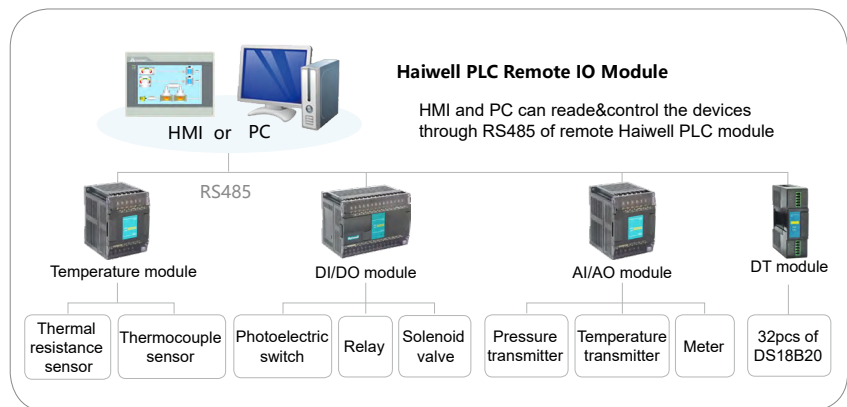 Haiwell PLC Remote IO Module
HMI and PC can reade&control the devices
through RS485 of remote Haiwell PLC module
HMI or PC
RS485
Temperature module
DI/DO module
AI/AO module
DT module
Thermal
resistance
sensor
Thermocouple
sensor
Photoelectric
switch
Relay
Solenoid
valve
Pressure
transmitter
Temperature
transmitter
Meter
32pcs of
DS18B20